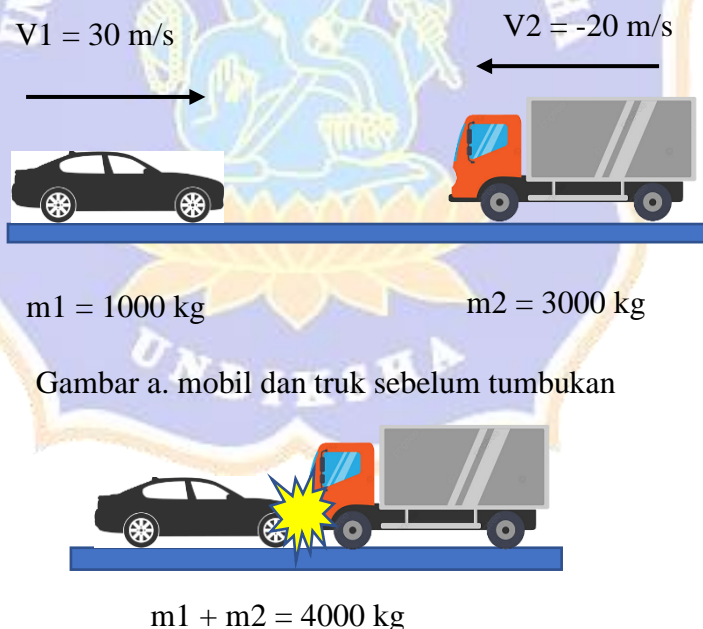 V1 = 30 m/s
V2 = -20 m/s
m1 = 1000 kg
m2 = 3000 kg
UNDIKSHA
Gambar a. mobil dan truk sebelum tumbukan
m1 + m2 = 4000 kg